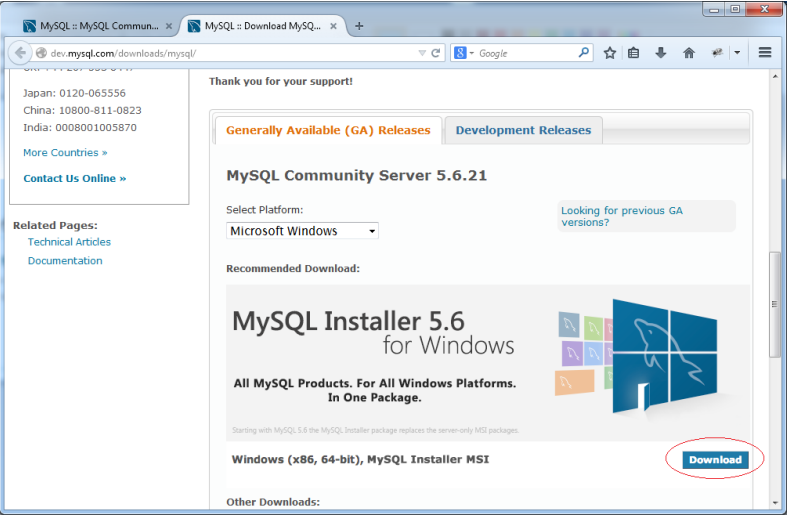 MySQL :: MySQL Commun...
MySQL :: Download MySQ...
dev.mysql.com/downloads/mysql/
Google
Japan: 0120-065556
China: 10800-811-0823
India: 0008001005870
More Countries »
Contact Us Online »
Related Pages:
Technical Articles
Documentation
Thank you for your support!
Generally Available (GA) Releases
Development Releases
MySQL Community Server 5.6.21
Select Platform:
Microsoft Windows
Looking for previous GA
versions?
Recommended Download:
MySQL Installer 5.6
for Windows
All MySQL Products. For All Windows Platforms.
In One Package.
Starting with MySQL 5.6 the MySQL Installer package replaces the server-only MSI packages.
Windows (x86, 64-bit), MySQL Installer MSI
Download
Other Downloads: